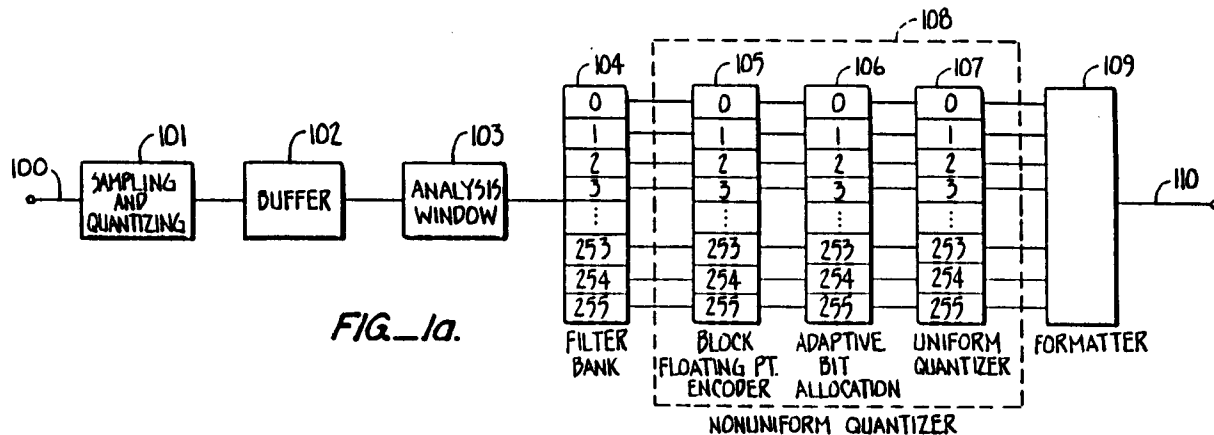 108
104
105
106
107
109
101
102
103
100
110
SAMPLING
AND
QUANTIZING
BUFFER
ANALYSIS
WINDOW
0 0 0 0
1 1 1 1
2 2 2 2
3 3 3 3
⋮ ⋮ ⋮ ⋮
253 253 253 253
254 254 254 254
255 255 255 255
FIG_1a.
FILTER
BANK
BLOCK
FLOATING PT.
ENCODER
ADAPTIVE
BIT
ALLOCATION
UNIFORM
QUANTIZER
FORMATTER
NONUNIFORM QUANTIZER